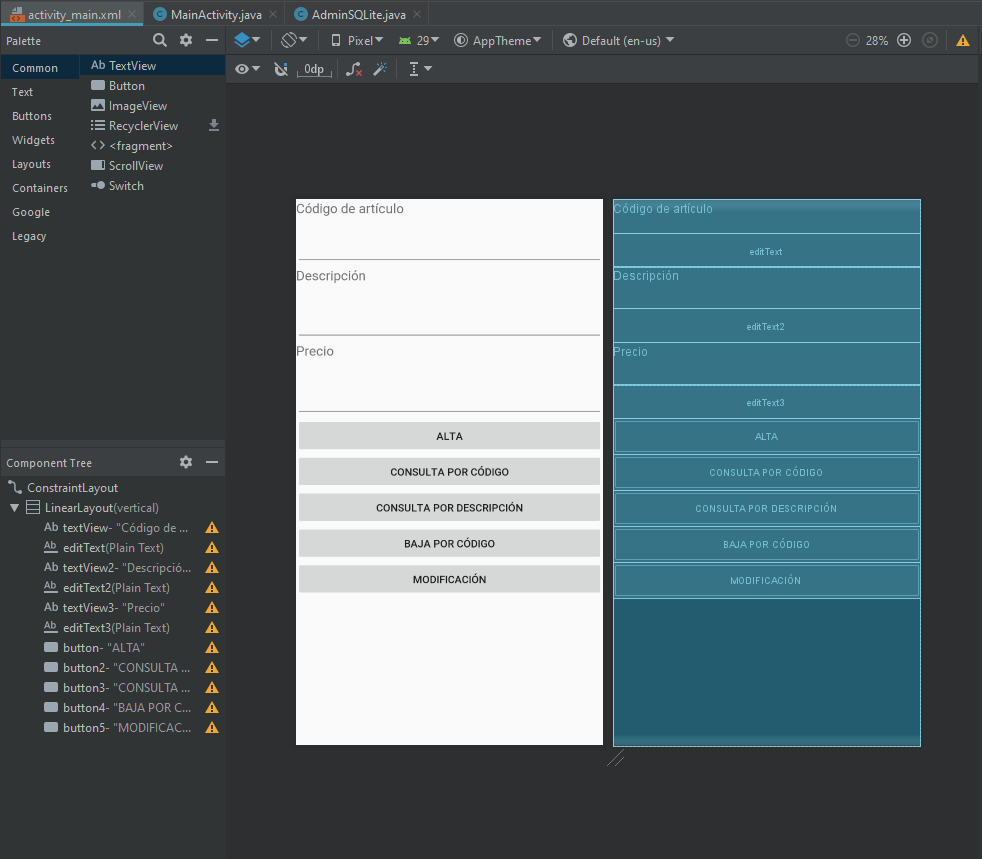 activity_main.xml
MainActivity.java
AdminSQLite.java
Palette
Pixel
29
AppTheme
Default (en-us)
28%
0dp
Common
Text
Buttons
Widgets
Layouts
Containers
Google
Legacy
Ab TextView
Button
ImageView
RecyclerView
<fragment>
ScrollView
Switch
Código de artículo
Descripción
Precio
ALTA
CONSULTA POR CÓDIGO
CONSULTA POR DESCRIPCIÓN
BAJA POR CÓDIGO
MODIFICACIÓN
Código de artículo
editText
Descripción
editText2
Precio
editText3
ALTA
CONSULTA POR CÓDIGO
CONSULTA POR DESCRIPCIÓN
BAJA POR CÓDIGO
MODIFICACIÓN
Component Tree
ConstraintLayout
LinearLayout(vertical)
Ab textView- "Código de ...
Ab editText(Plain Text)
Ab textView2- "Descripció...
Ab editText2(Plain Text)
Ab textView3- "Precio"
Ab editText3(Plain Text)
button- "ALTA"
button2- "CONSULTA ...
button3- "CONSULTA ...
button4- "BAJA POR C...
button5- "MODIFICAC...